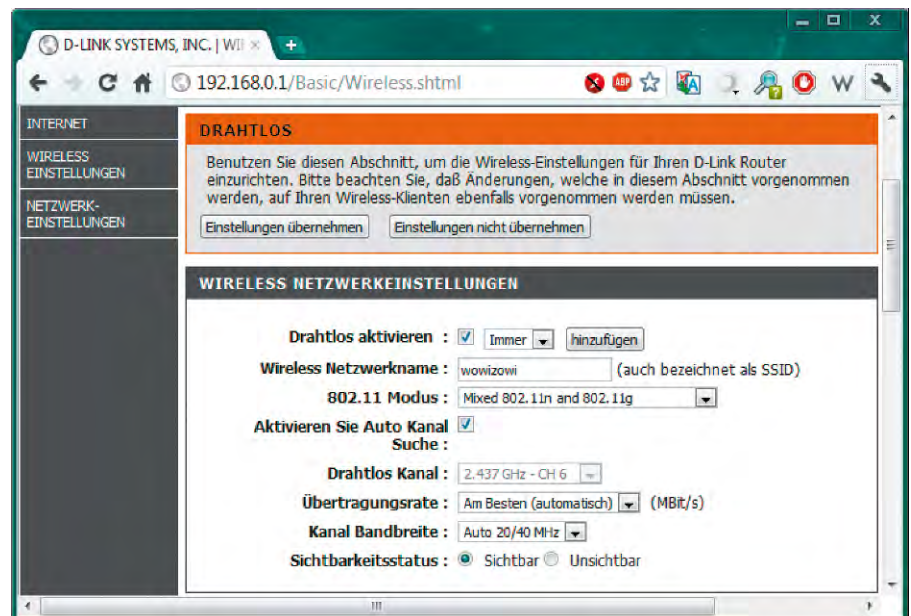 D-LINK SYSTEMS, INC. | WI
192.168.0.1/Basic/Wireless.shtml
ABP
W
INTERNET
WIRELESS
EINSTELLUNGEN
NETZWERK-
EINSTELLUNGEN
DRAHTLOS
Benutzen Sie diesen Abschnitt, um die Wireless-Einstellungen für Ihren D-Link Router
einzurichten. Bitte beachten Sie, daß Änderungen, welche in diesem Abschnitt vorgenommen
werden, auf Ihren Wireless-Klienten ebenfalls vorgenommen werden müssen.
Einstellungen übernehmen Einstellungen nicht übernehmen
WIRELESS NETZWERKEINSTELLUNGEN
Drahtlos aktivieren : Immer hinzufügen
Wireless Netzwerkname : wowizowi (auch bezeichnet als SSID)
802.11 Modus : Mixed 802.11n and 802.11g
Aktivieren Sie Auto Kanal
Suche :
Drahtlos Kanal : 2.437 GHz - CH 6
Übertragungsrate : Am Besten (automatisch) (MBit/s)
Kanal Bandbreite : Auto 20/40 MHz
Sichtbarkeitsstatus : Sichtbar Unsichtbar